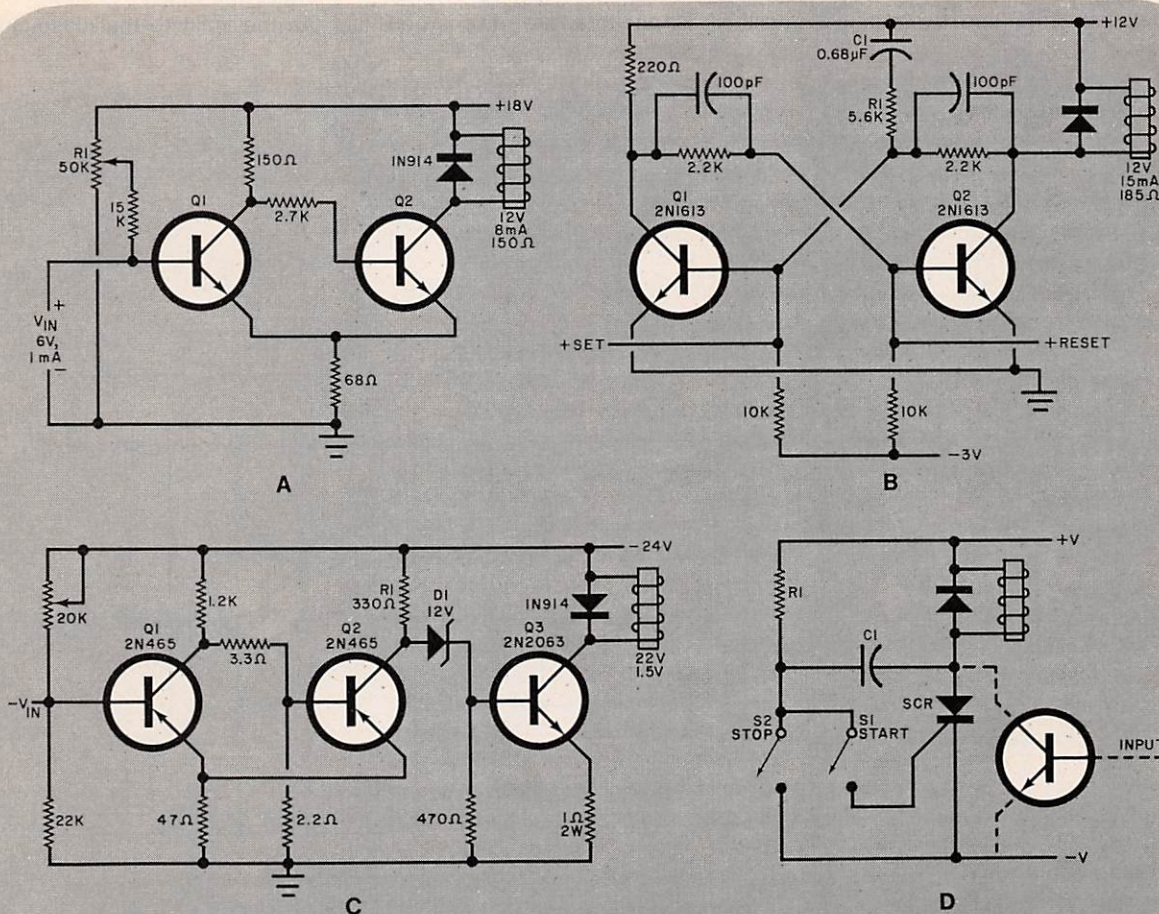 +18V
R1
50K
15
K
150Ω
Q1
2.7K
Q2
1N914
12V
8mA
150Ω
+
VIN
6V,
1mA
−
68Ω
A
+12V
220Ω
100pF
C1
0.68µF
R1
5.6K
100pF
2.2K
2.2K
Q1
2N1613
Q2
2N1613
12V
15mA
185Ω
+SET
+RESET
10K
10K
−3V
B
−24V
20K
1.2K
Q1
2N465
3.3Ω
R1
330Ω
Q2
2N465
D1
12V
Q3
2N2063
1N914
22V
1.5V
−VIN
22K
47Ω
2.2Ω
470Ω
1Ω
2W
C
+V
R1
C1
SCR
S2
STOP
S1
START
INPUT
−V
D